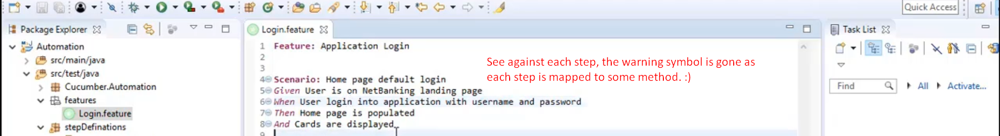 Quick Access
Package Explorer
Login.feature
Task List
Automation
src/main/java
src/test/java
Cucumber.Automation
features
Login.feature
stepDefinations
1 Feature: Application Login
2
3
4 Scenario: Home page default login
5 Given User is on NetBanking landing page
6 When User login into application with username and password
7 Then Home page is populated
8 And Cards are displayed
9
See against each step, the warning symbol is gone as
each step is mapped to some method. :)
Find
All
Activate...